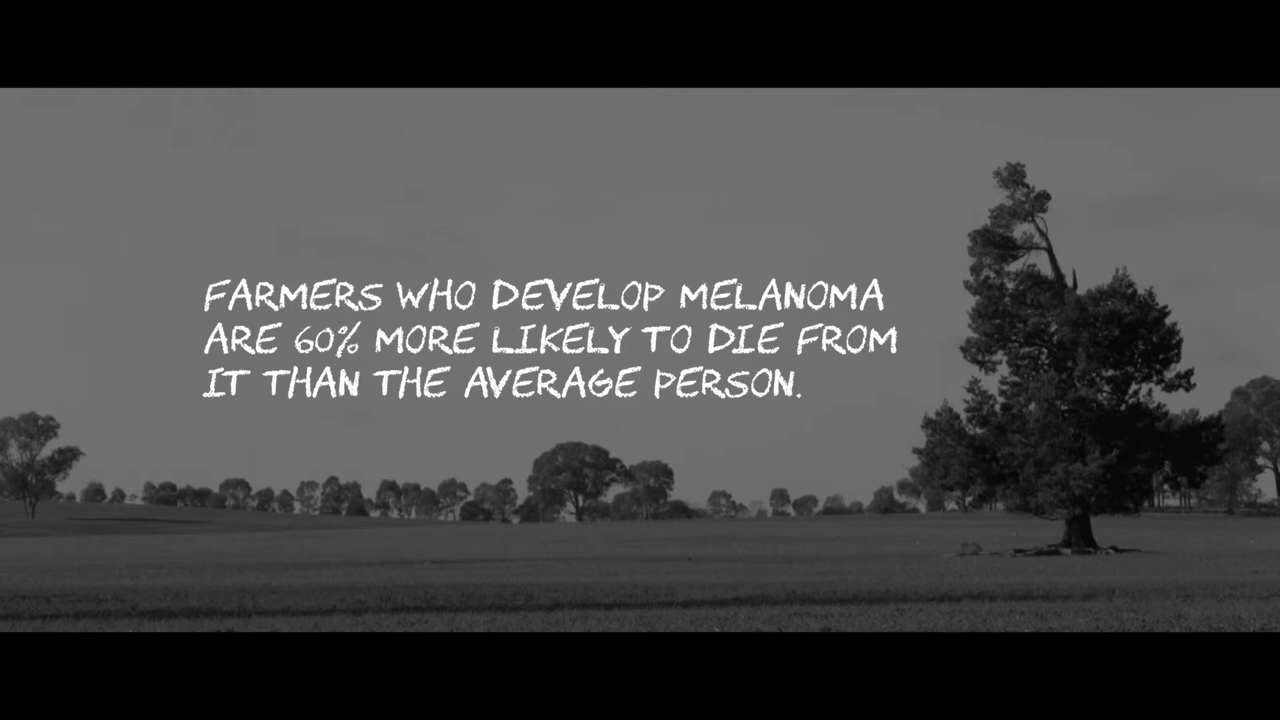 FARMERS WHO DEVELOP MELANOMA
ARE 60% MORE LIKELY TO DIE FROM
IT THAN THE AVERAGE PERSON.